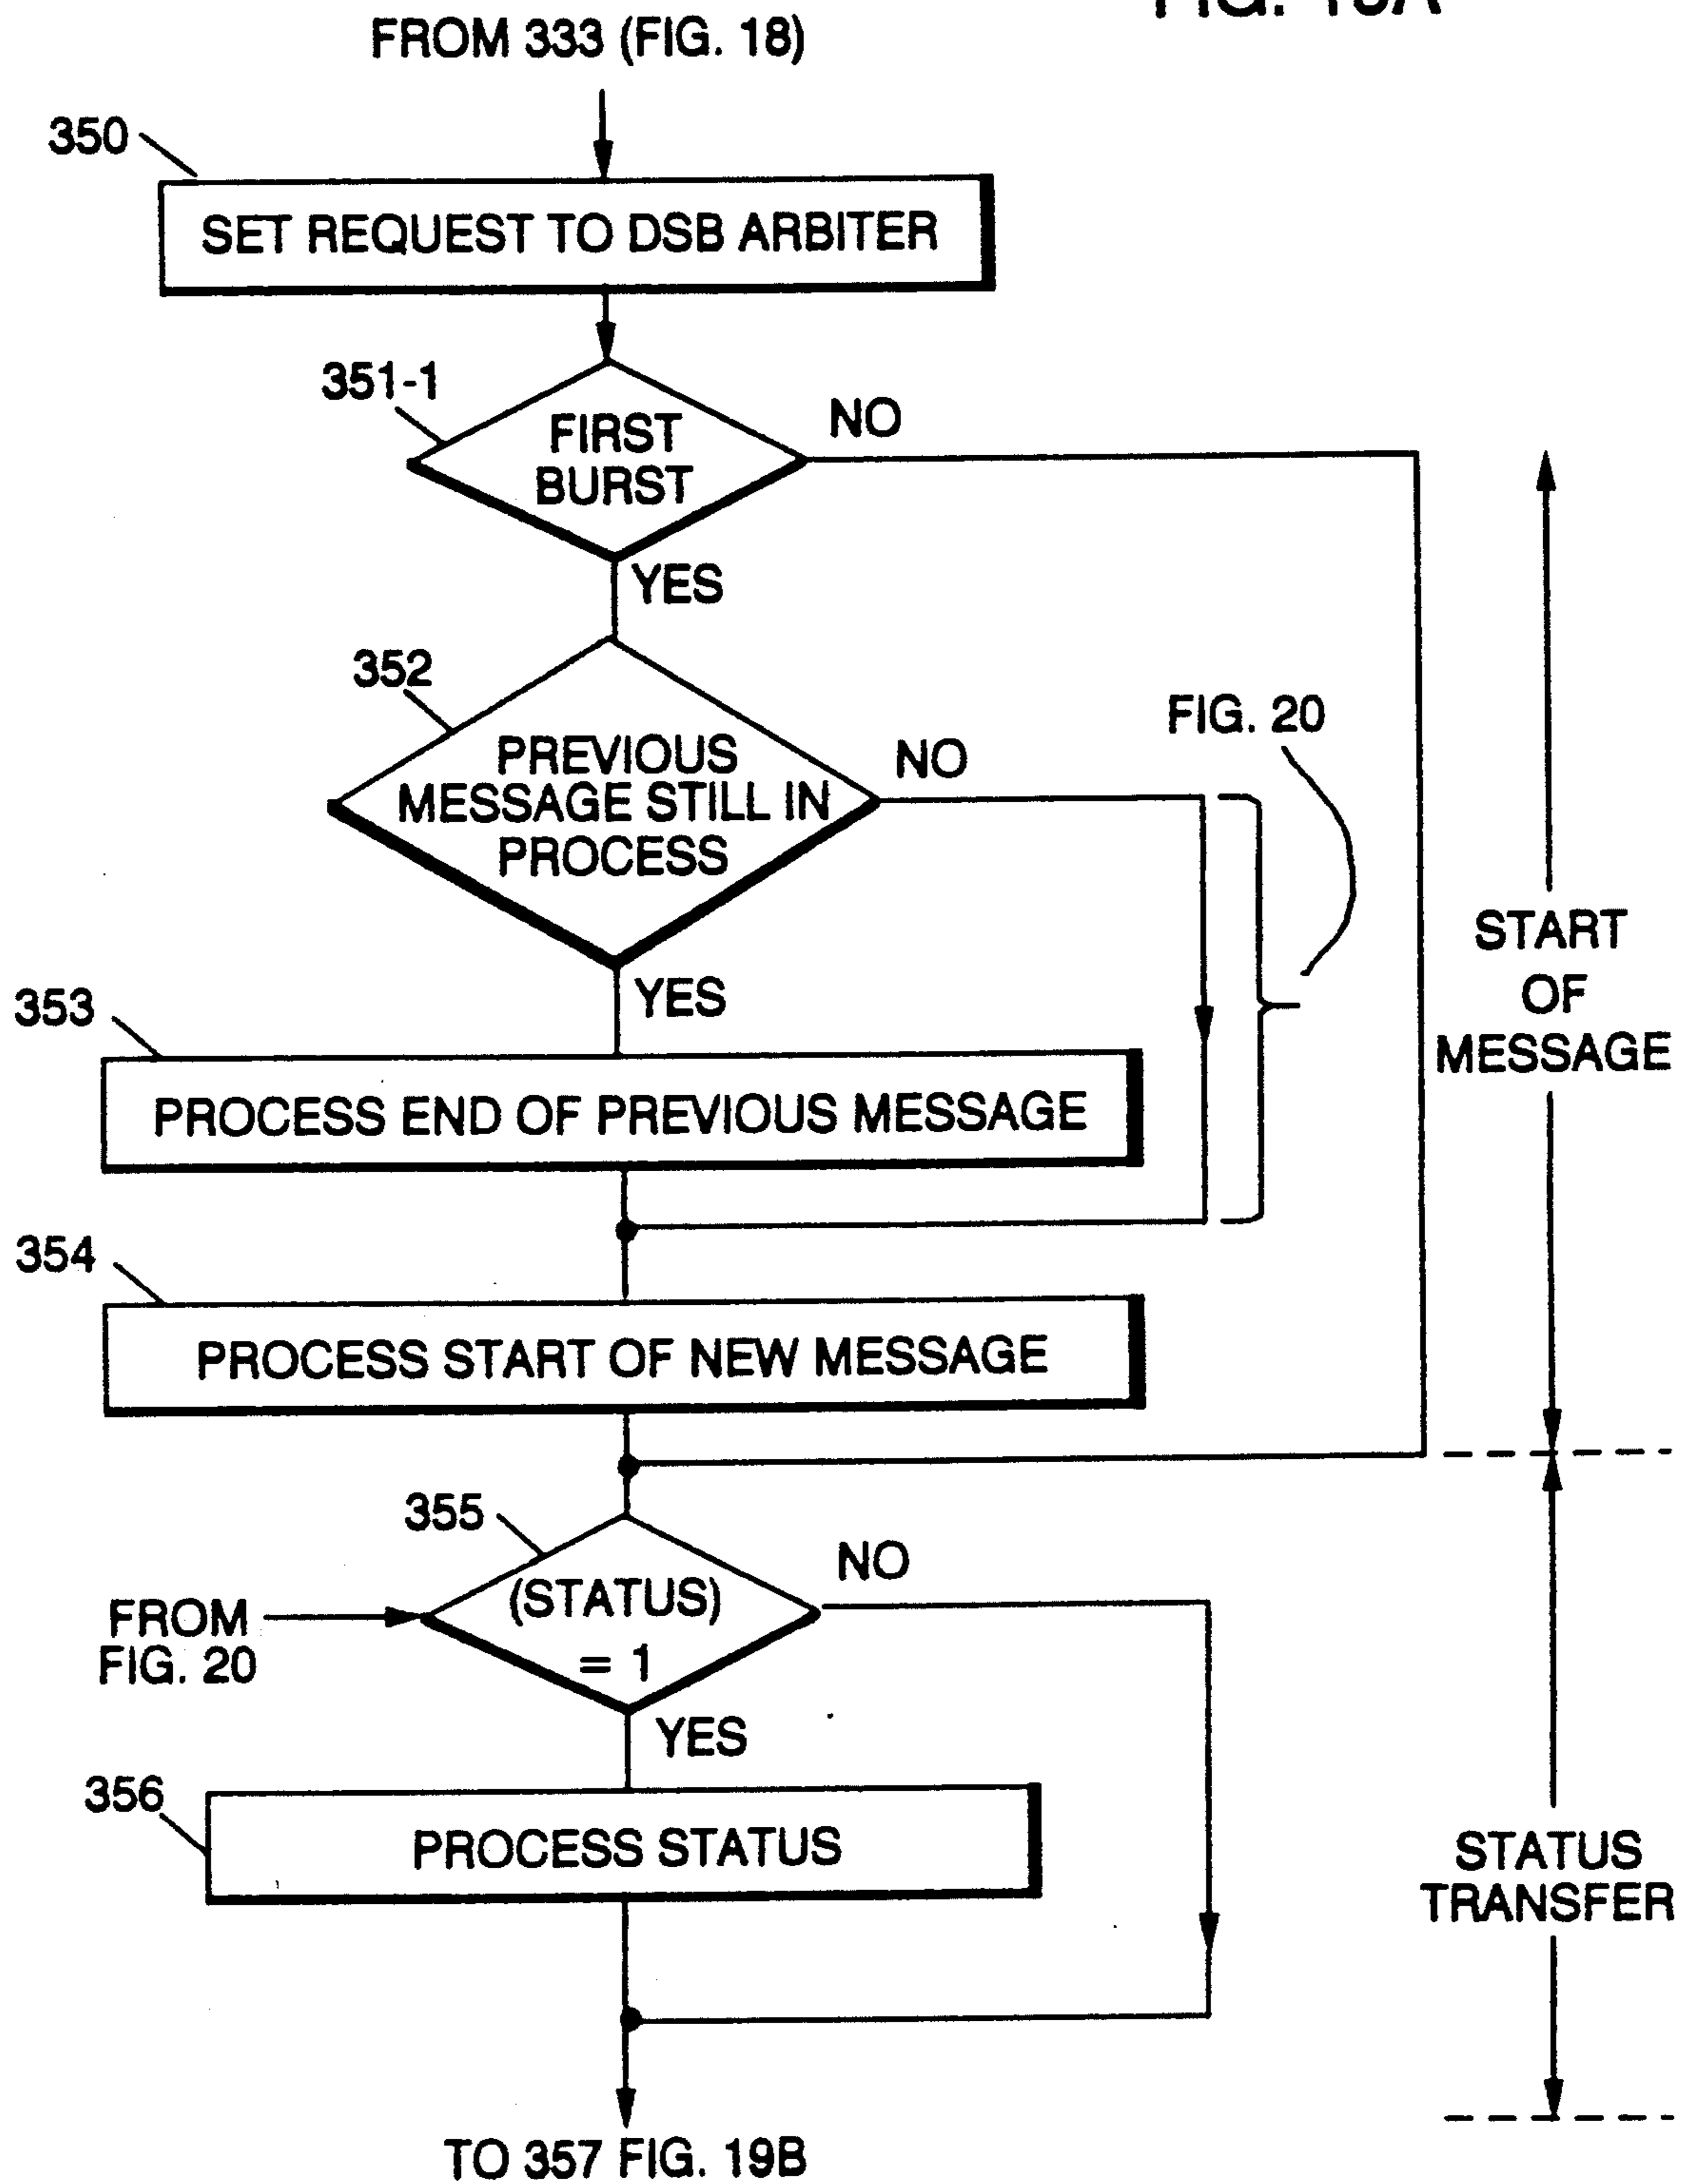 FROM 333 (FIG. 18)
350
SET REQUEST TO DSB ARBITER
351-1
FIRST
BURST
NO
YES
352
PREVIOUS
MESSAGE STILL IN
PROCESS
NO
FIG. 20
YES
START
OF
MESSAGE
353
PROCESS END OF PREVIOUS MESSAGE
354
PROCESS START OF NEW MESSAGE
355
(STATUS)
= 1
NO
FROM
FIG. 20
YES
356
PROCESS STATUS
STATUS
TRANSFER
TO 357 FIG. 19B